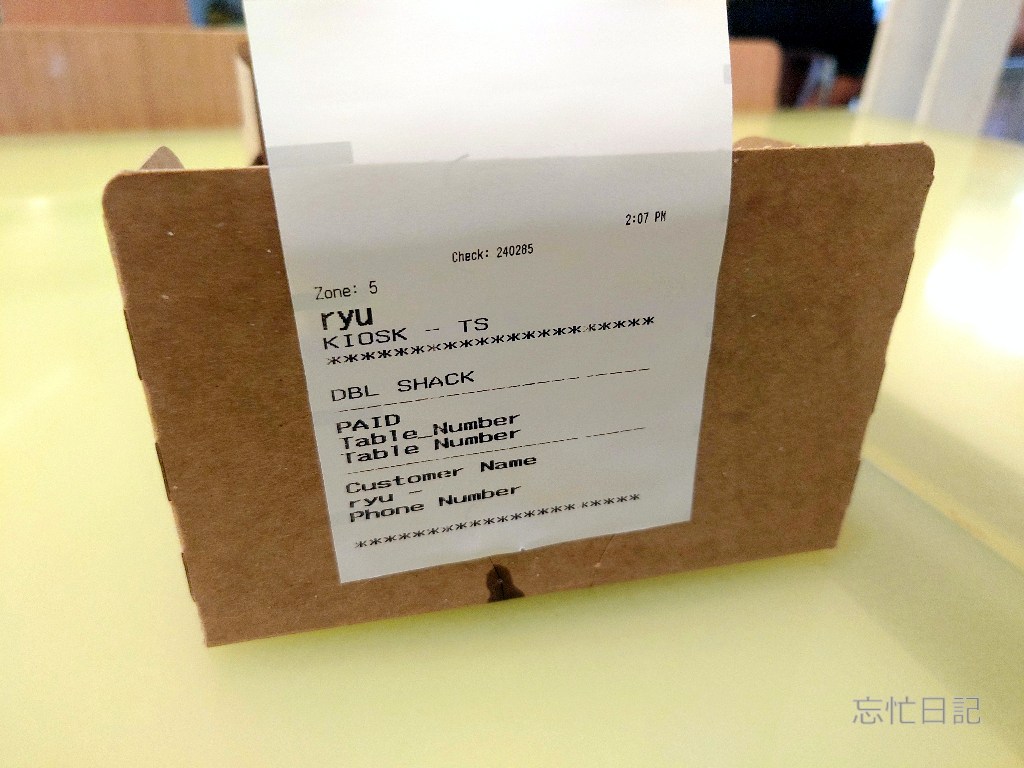 2:07 PM
Check: 240285
Zone: 5
ryu
KIOSK - TS
************************
DBL SHACK
PAID
Table_Number
Table Number
Customer Name
ryu -
Phone Number
*********************
忘忙日記